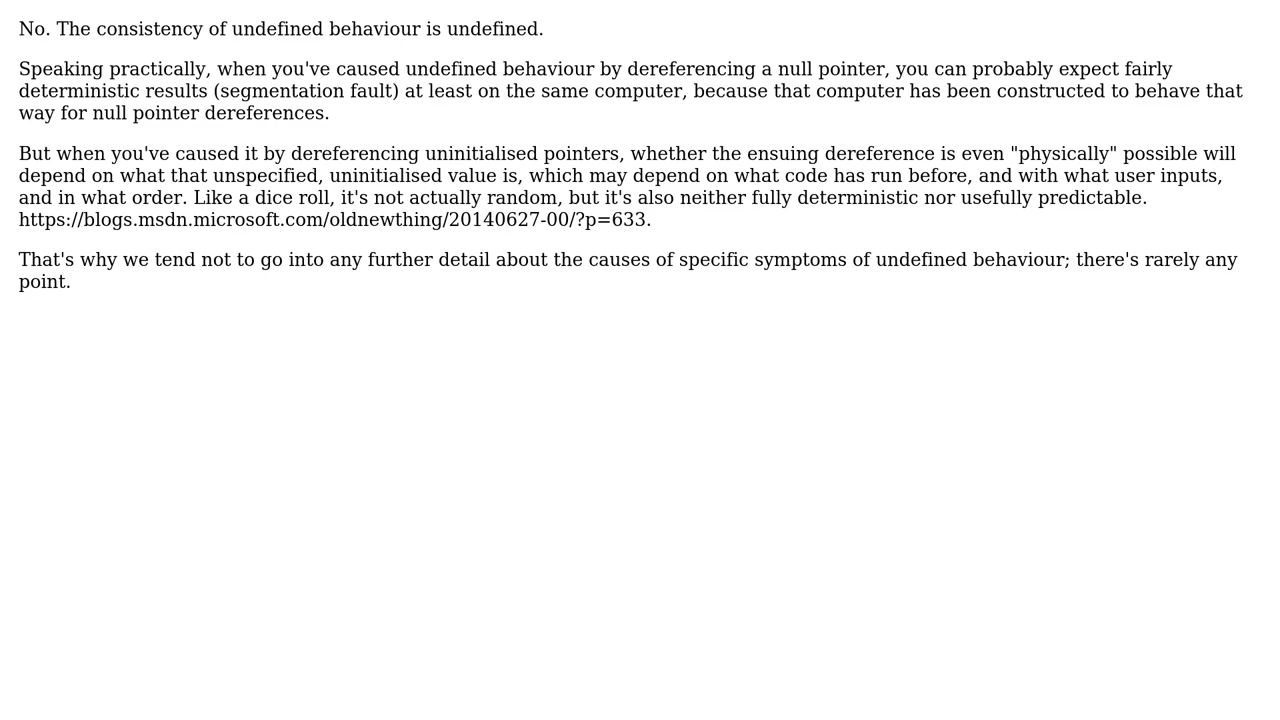 No. The consistency of undefined behaviour is undefined.
Speaking practically, when you've caused undefined behaviour by dereferencing a null pointer, you can probably expect fairly
deterministic results (segmentation fault) at least on the same computer, because that computer has been constructed to behave that
way for null pointer dereferences.
But when you've caused it by dereferencing uninitialised pointers, whether the ensuing dereference is even "physically" possible will
depend on what that unspecified, uninitialised value is, which may depend on what code has run before, and with what user inputs,
and in what order. Like a dice roll, it's not actually random, but it's also neither fully deterministic nor usefully predictable.
https://blogs.msdn.microsoft.com/oldnewthing/20140627-00/?p=633.
That's why we tend not to go into any further detail about the causes of specific symptoms of undefined behaviour; there's rarely any
point.